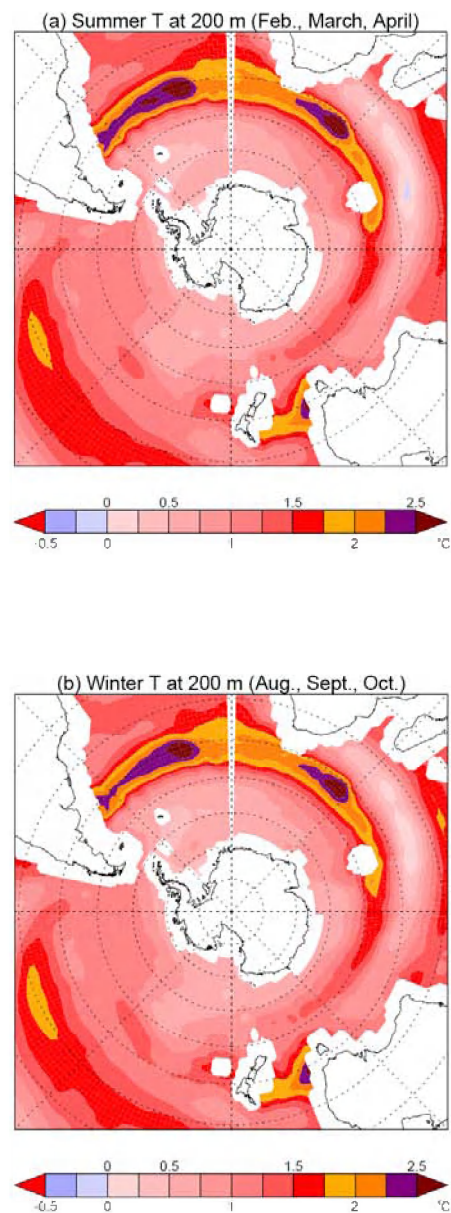 (a) Summer T at 200 m (Feb., March, April)
0 0.5 1.5 2.5
-0.5 0 1 2 °C
(b) Winter T at 200 m (Aug., Sept., Oct.)
0 0.5 1.5 2.5
-0.5 0 1 2 °C